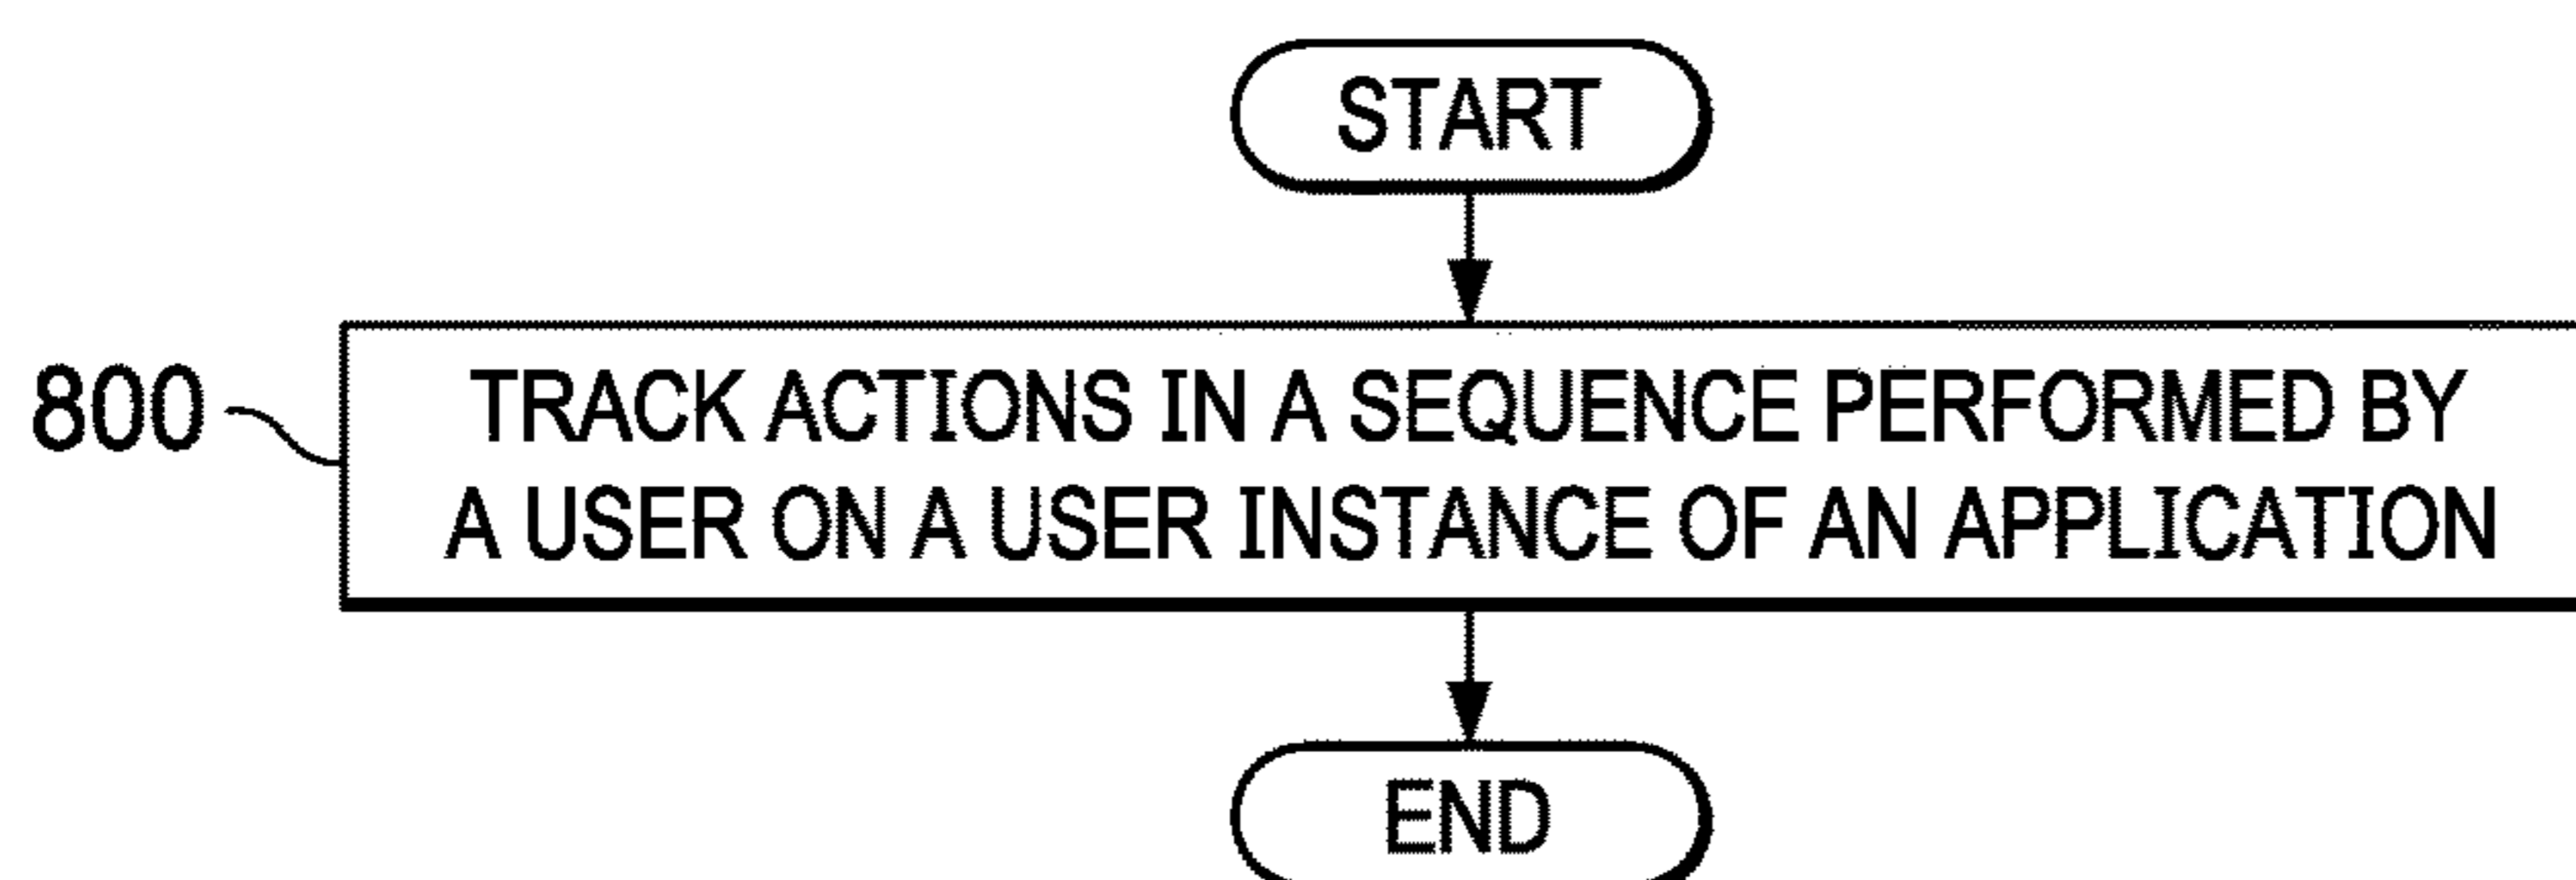 START
800
TRACK ACTIONS IN A SEQUENCE PERFORMED BY
A USER ON A USER INSTANCE OF AN APPLICATION
END